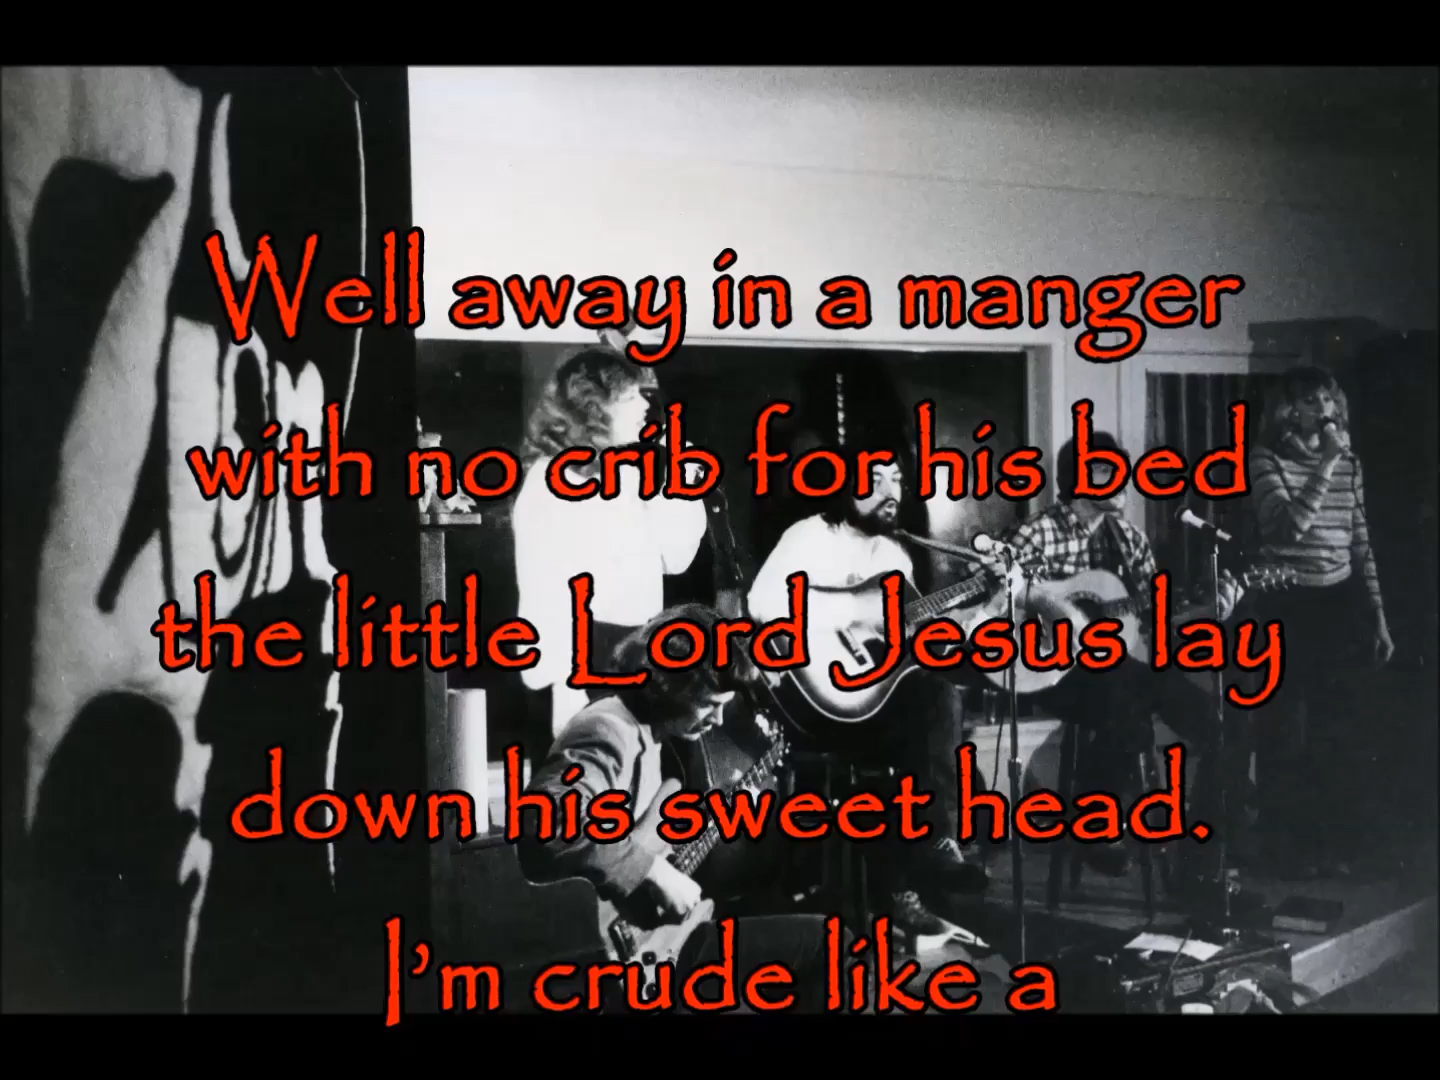 Well away in a manger
with no crib for his bed
the little Lord Jesus lay
down his sweet head.
I'm crude like a